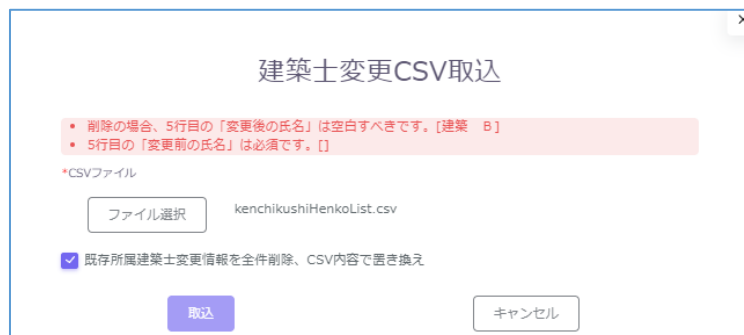 建築士変更CSV取込
• 削除の場合、5行目の「変更後の氏名」は空白すべきです。[建築　B]
• 5行目の「変更前の氏名」は必須です。[]
*CSVファイル
ファイル選択 kenchikushiHenkoList.csv
既存所属建築士変更情報を全件削除、CSV内容で置き換え
取込 キャンセル